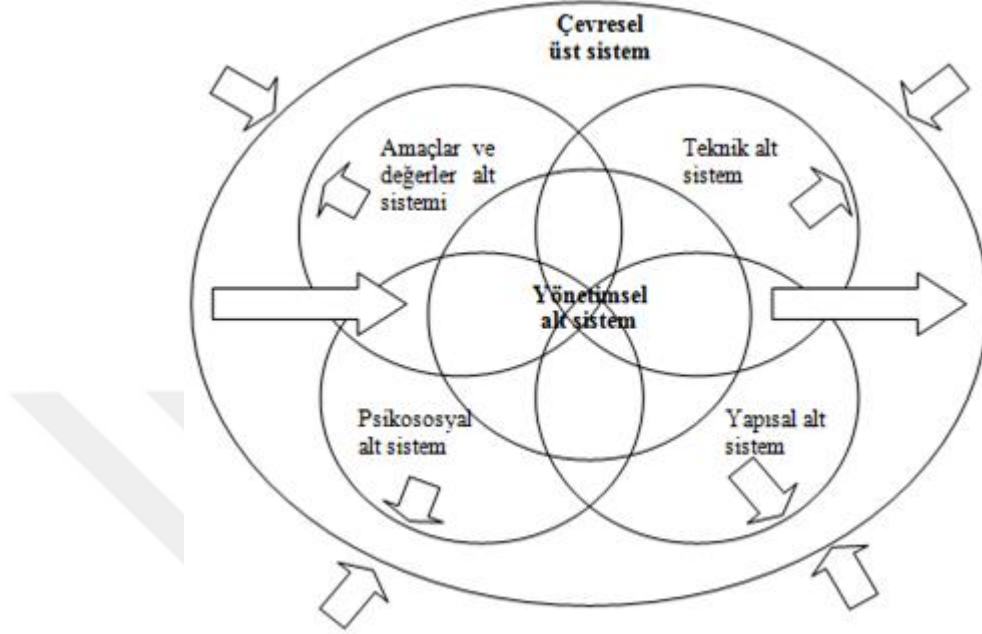 Çevresel
üst sistem
Amaçlar ve
değerler alt
sistemi
Teknik alt
sistem
Yönetimsel
alt sistem
Psikososyal
alt sistem
Yapısal alt
sistem